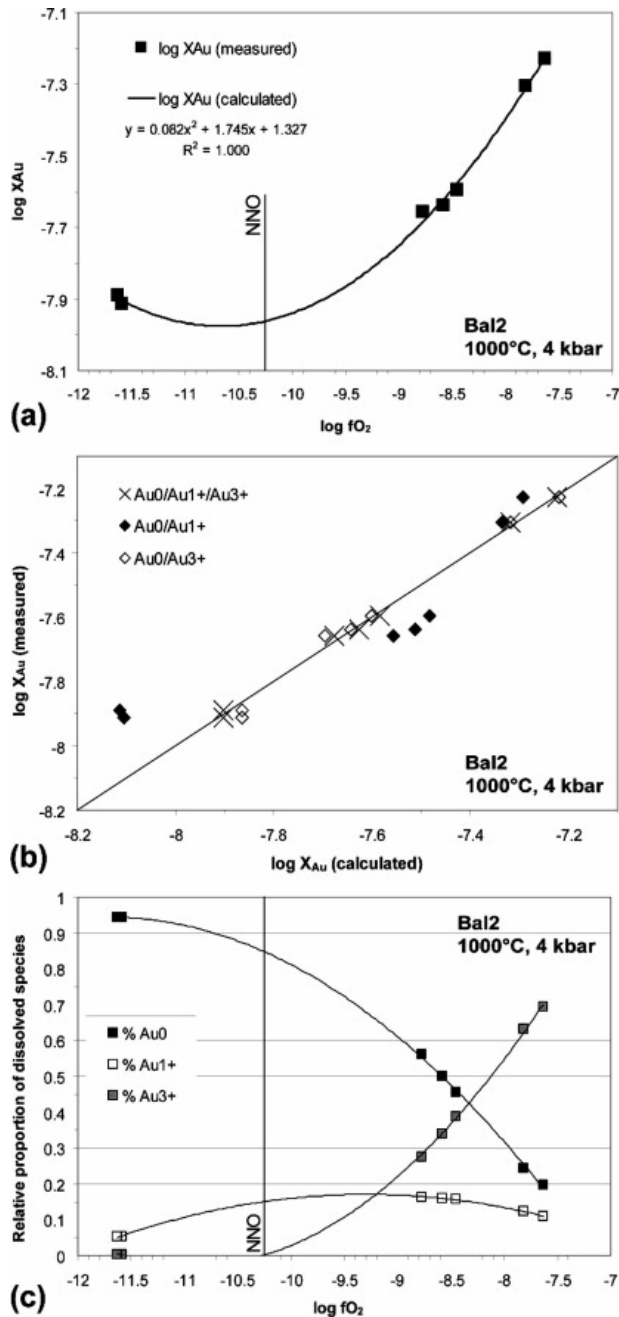 -7.1
log XAu (measured)
-7.3
log XAu (calculated)
y = 0.082x² + 1.745x + 1.327
R² = 1.000
-7.5
log XAu
NNO
-7.7
-7.9
Bal2
1000°C, 4 kbar
-8.1
-12 -11.5 -11 -10.5 -10 -9.5 -9 -8.5 -8 -7.5 -7
(a)
log fO₂
Au0/Au1+/Au3+
-7.2
Au0/Au1+
Au0/Au3+
-7.4
log XAu (measured)
-7.6
-7.8
-8
Bal2
1000°C, 4 kbar
-8.2
-8.2 -8 -7.8 -7.6 -7.4 -7.2
(b)
log XAu (calculated)
1
Bal2
0.9
1000°C, 4 kbar
0.8
0.7
0.6
% Au0
0.5
% Au1+
0.4
% Au3+
0.3
0.2
0.1
0
Relative proportion of dissolved species
NNO
-12 -11.5 -11 -10.5 -10 -9.5 -9 -8.5 -8 -7.5 -7
(c)
log fO₂